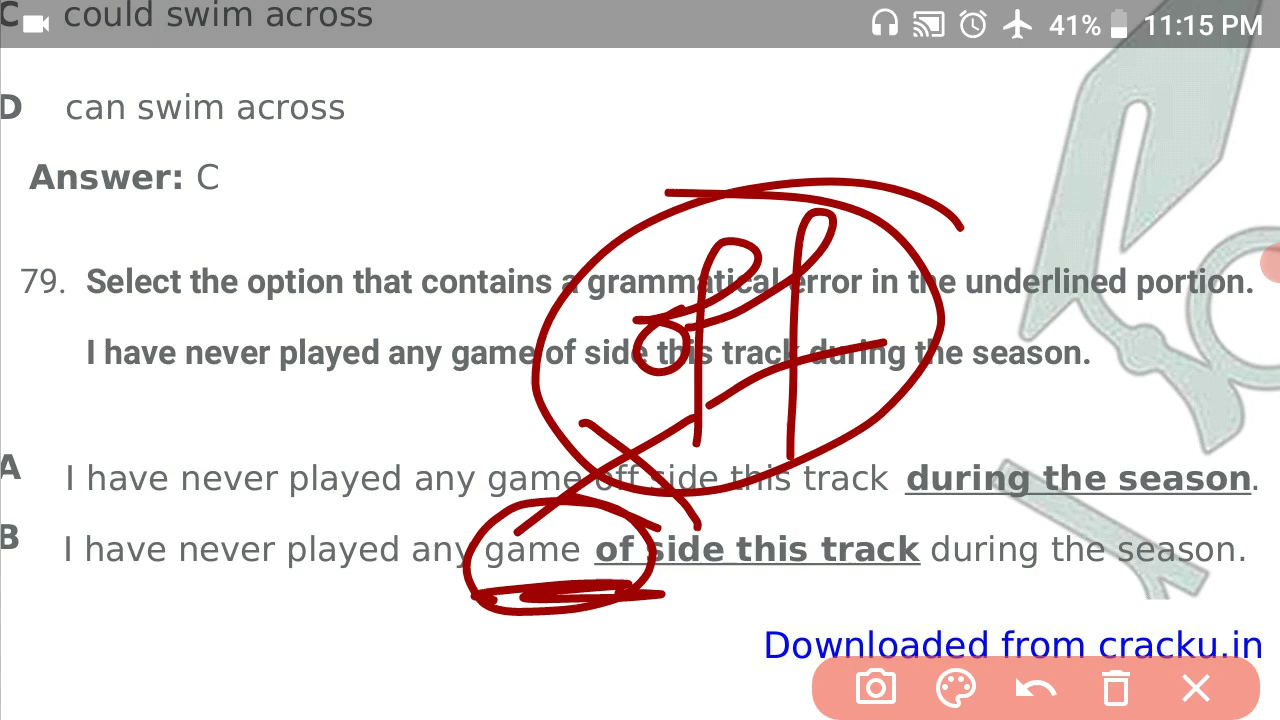 C could swim across
41% 11:15 PM
D can swim across
Answer: C
79. Select the option that contains a grammatical error in the underlined portion.
I have never played any game of side this track during the season.
off
A I have never played any game off side this track during the season.
B I have never played any game of side this track during the season.
Downloaded from cracku.in